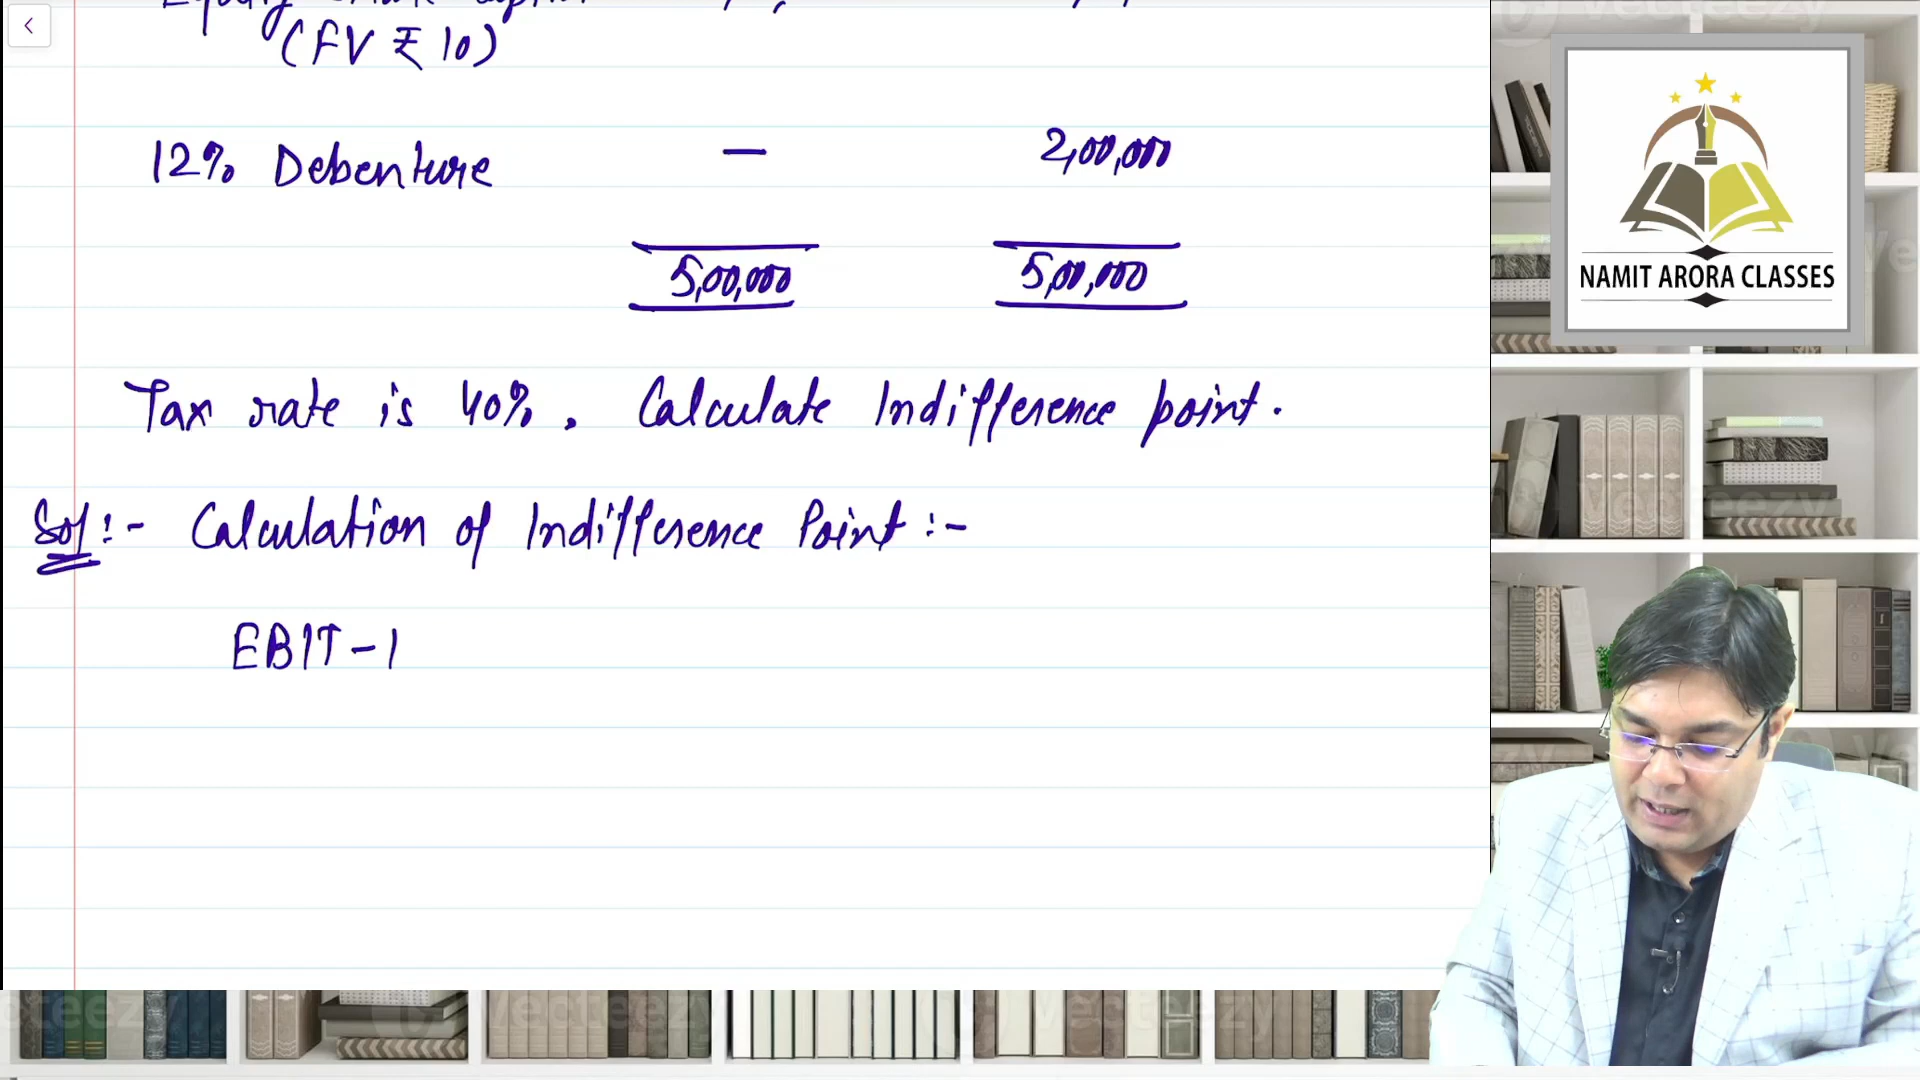 (FV ₹ 10)
12% Debenture — 2,00,000
5,00,000 5,00,000
Tax rate is 40%. Calculate Indifference point.
Sol :- Calculation of Indifference Point :-
EBIT - I
NAMIT ARORA CLASSES